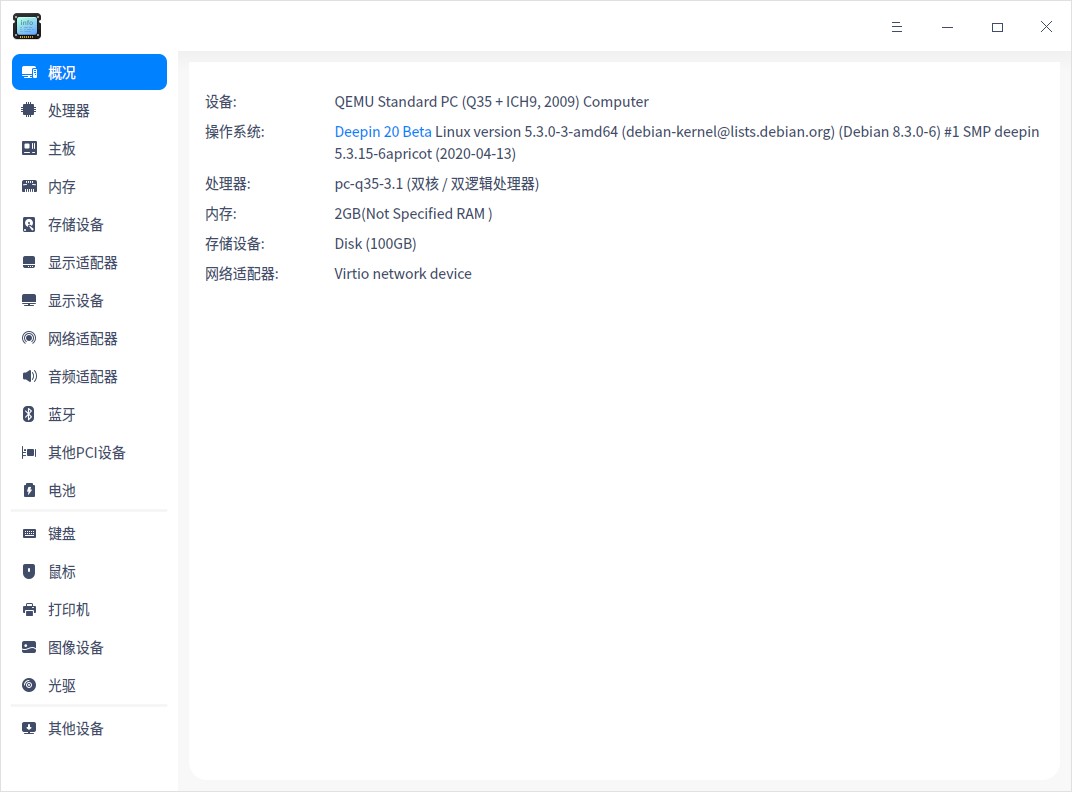 概况
处理器
主板
内存
存储设备
显示适配器
显示设备
网络适配器
音频适配器
蓝牙
其他PCI设备
电池
键盘
鼠标
打印机
图像设备
光驱
其他设备
设备: QEMU Standard PC (Q35 + ICH9, 2009) Computer
操作系统: Deepin 20 Beta Linux version 5.3.0-3-amd64 (debian-kernel@lists.debian.org) (Debian 8.3.0-6) #1 SMP deepin
5.3.15-6apricot (2020-04-13)
处理器: pc-q35-3.1 (双核 / 双逻辑处理器)
内存: 2GB(Not Specified RAM )
存储设备: Disk (100GB)
网络适配器: Virtio network device